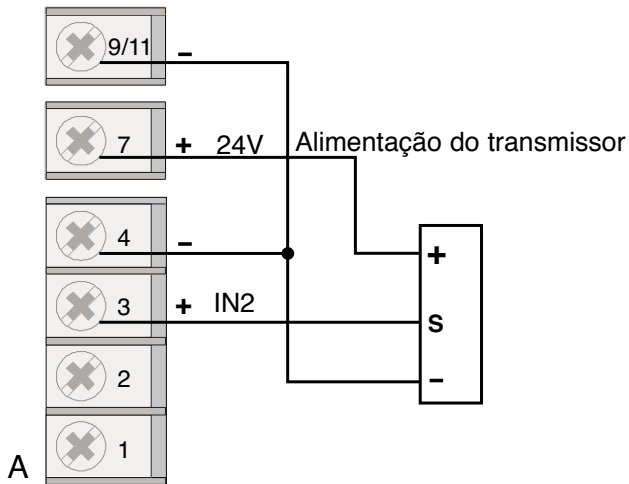 9/11 –
7 + 24V Alimentação do transmissor
4 –
+
3 + IN2
S
2
–
1
A